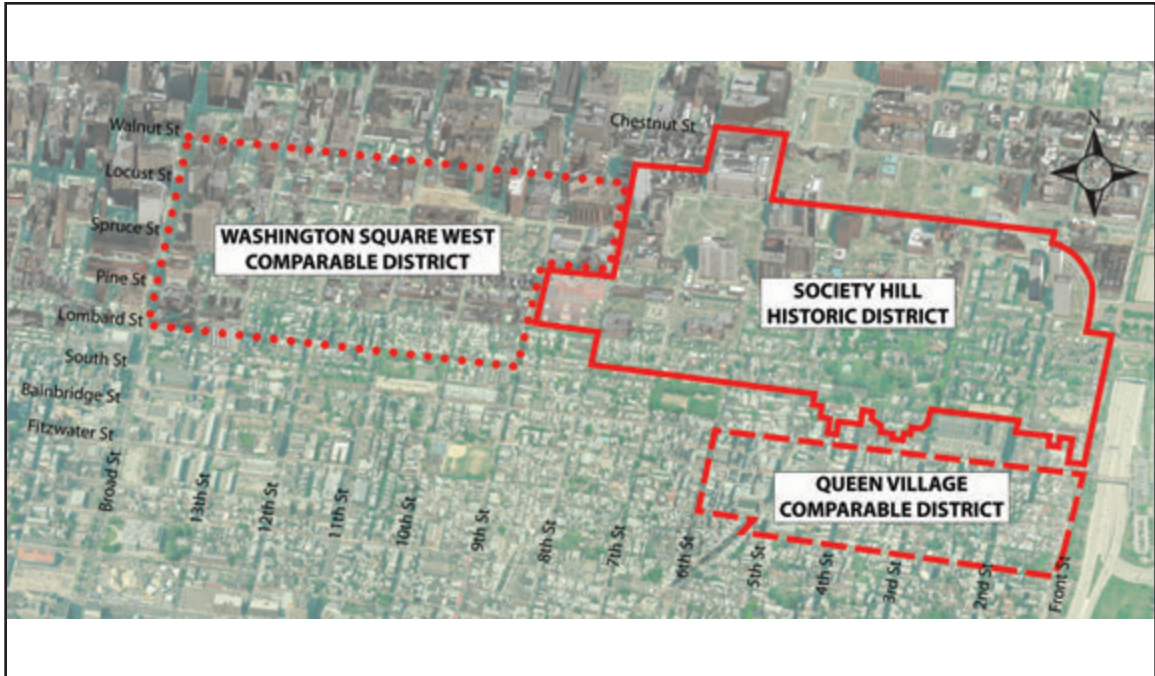 Chestnut St
N
Walnut St
Locust St
Spruce St
Pine St
Lombard St
South St
Bainbridge St
Fitzwater St
WASHINGTON SQUARE WEST
COMPARABLE DISTRICT
SOCIETY HILL
HISTORIC DISTRICT
QUEEN VILLAGE
COMPARABLE DISTRICT
Broad St
13th St
12th St
11th St
10th St
9th St
8th St
7th St
6th St
5th St
4th St
3rd St
2nd St
Front St